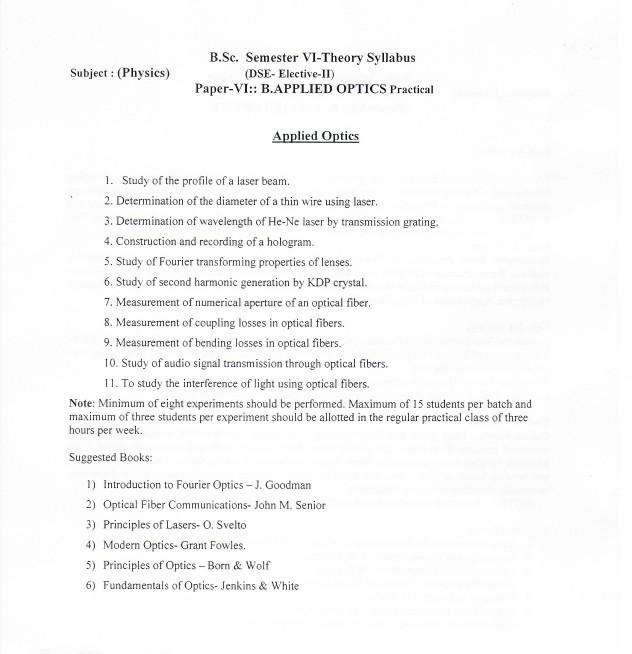 B.Sc. Semester VI-Theory Syllabus
Subject : (Physics) (DSE- Elective-II)
Paper-VI:: B.APPLIED OPTICS Practical
Applied Optics
1. Study of the profile of a laser beam.
2. Determination of the diameter of a thin wire using laser.
3. Determination of wavelength of He-Ne laser by transmission grating.
4. Construction and recording of a hologram.
5. Study of Fourier transforming properties of lenses.
6. Study of second harmonic generation by KDP crystal.
7. Measurement of numerical aperture of an optical fiber.
8. Measurement of coupling losses in optical fibers.
9. Measurement of bending losses in optical fibers.
10. Study of audio signal transmission through optical fibers.
11. To study the interference of light using optical fibers.
Note: Minimum of eight experiments should be performed. Maximum of 15 students per batch and
maximum of three students per experiment should be allotted in the regular practical class of three
hours per week.
Suggested Books:
1) Introduction to Fourier Optics – J. Goodman
2) Optical Fiber Communications- John M. Senior
3) Principles of Lasers- O. Svelto
4) Modern Optics- Grant Fowles.
5) Principles of Optics – Born & Wolf
6) Fundamentals of Optics- Jenkins & White